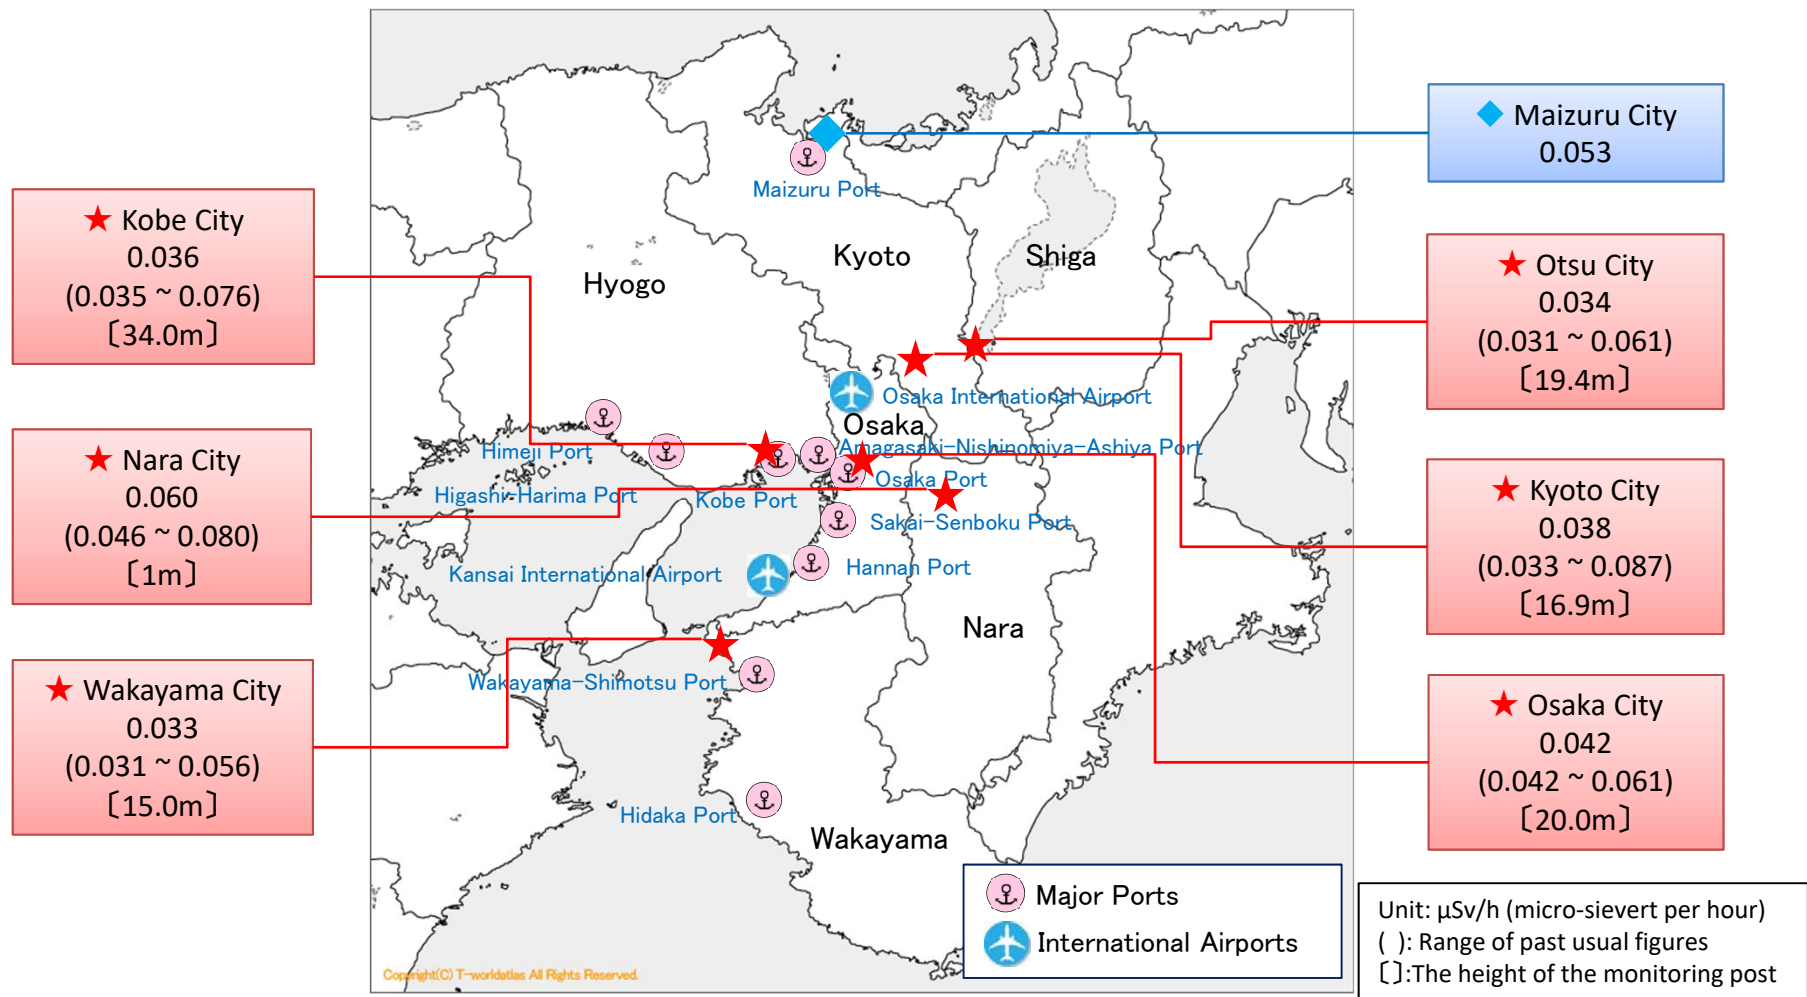 Maizuru City
0.053
Maizuru Port
Kobe City
0.036
(0.035 ~ 0.076)
〔34.0m〕
Kyoto
Shiga
Hyogo
Otsu City
0.034
(0.031 ~ 0.061)
〔19.4m〕
Osaka International Airport
Osaka
Amagasaki-Nishinomiya-Ashiya Port
Himeji Port
Nara City
0.060
(0.046 ~ 0.080)
〔1m〕
Higashi-Harima Port
Kobe Port
Osaka Port
Sakai-Senboku Port
Kyoto City
0.038
(0.033 ~ 0.087)
〔16.9m〕
Kansai International Airport
Hannan Port
Nara
Wakayama City
0.033
(0.031 ~ 0.056)
〔15.0m〕
Wakayama-Shimotsu Port
Osaka City
0.042
(0.042 ~ 0.061)
〔20.0m〕
Hidaka Port
Wakayama
Major Ports
International Airports
Unit: μSv/h (micro-sievert per hour)
( ): Range of past usual figures
〔〕:The height of the monitoring post
Copyright(C) T-worldatlas All Rights Reserved.